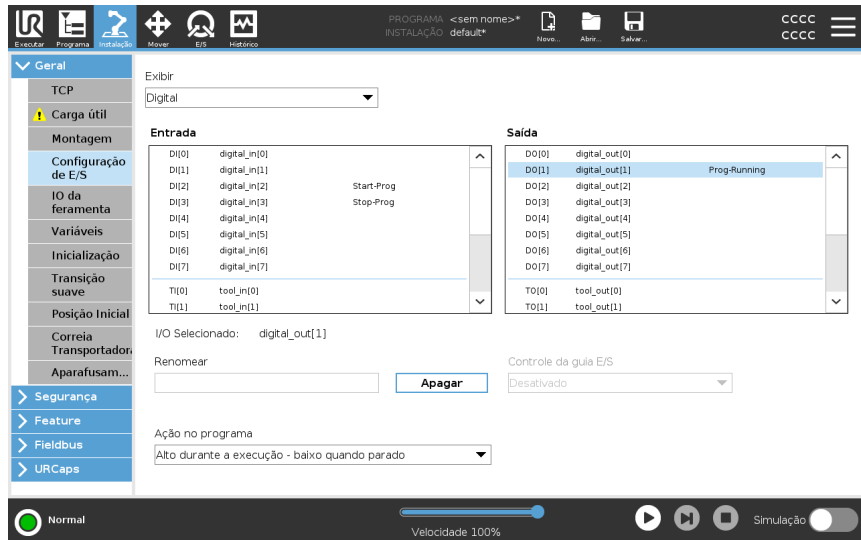 UR
PROGRAMA <sem nome>*
INSTALAÇÃO default*
CCCC
CCCC
Executar Programa Instalação Mover E/S Histórico Novo... Abrir... Salvar...
Geral
TCP
Carga útil
Montagem
Configuração
de E/S
IO da
feramenta
Variáveis
Inicialização
Transição
suave
Posição Inicial
Correia
Transportadora
Aparafusam...
Segurança
Feature
Fieldbus
URCaps
Exibir
Digital
Entrada
DI[0] digital_in[0]
DI[1] digital_in[1]
DI[2] digital_in[2] Start-Prog
DI[3] digital_in[3] Stop-Prog
DI[4] digital_in[4]
DI[5] digital_in[5]
DI[6] digital_in[6]
DI[7] digital_in[7]
TI[0] tool_in[0]
TI[1] tool_in[1]
Saída
DO[0] digital_out[0]
DO[1] digital_out[1] Prog-Running
DO[2] digital_out[2]
DO[3] digital_out[3]
DO[4] digital_out[4]
DO[5] digital_out[5]
DO[6] digital_out[6]
DO[7] digital_out[7]
TO[0] tool_out[0]
TO[1] tool_out[1]
I/O Selecionado: digital_out[1]
Renomear
Apagar
Controle da guia E/S
Desativado
Ação no programa
Alto durante a execução - baixo quando parado
Normal
Velocidade 100%
Simulação